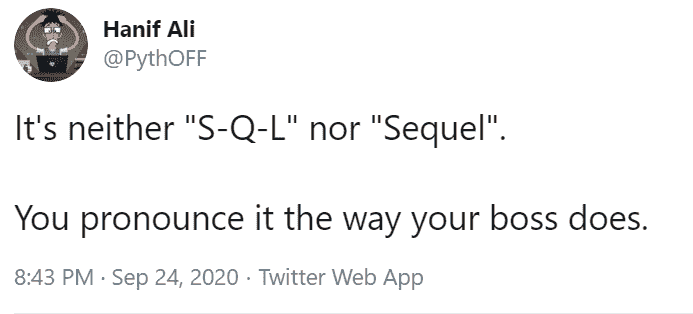 Hanif Ali
@PythOFF
It's neither "S-Q-L" nor "Sequel".
You pronounce it the way your boss does.
8:43 PM · Sep 24, 2020 · Twitter Web App